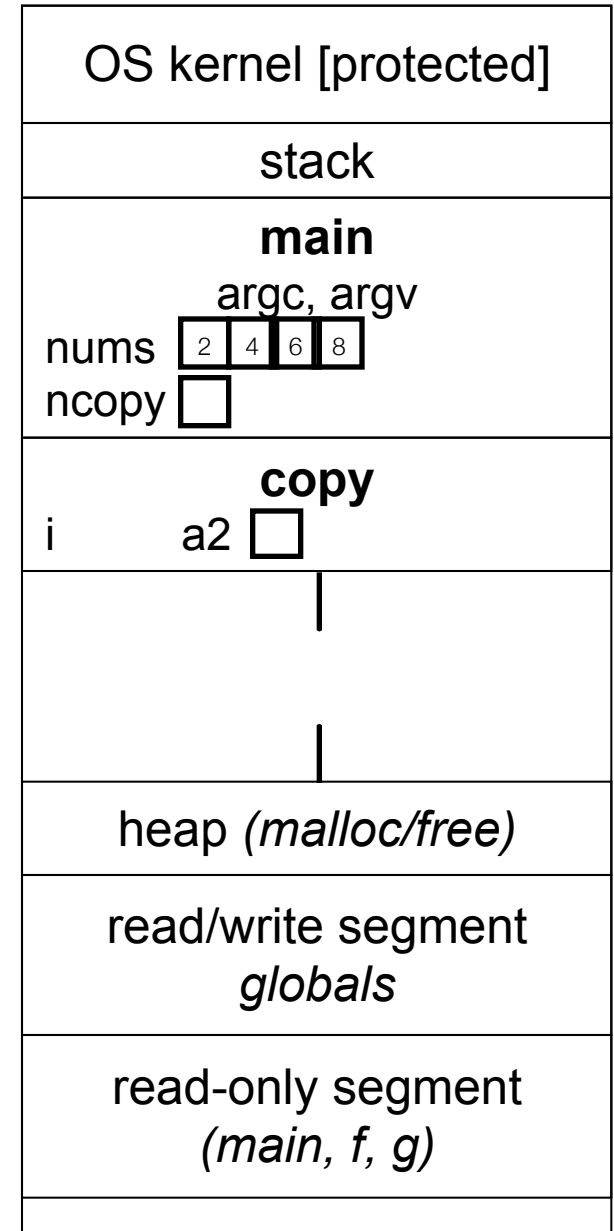 OS kernel [protected]
stack
main
argc, argv
nums 2 4 6 8
ncopy
copy
i a2
heap (malloc/free)
read/write segment
globals
read-only segment
(main, f, g)